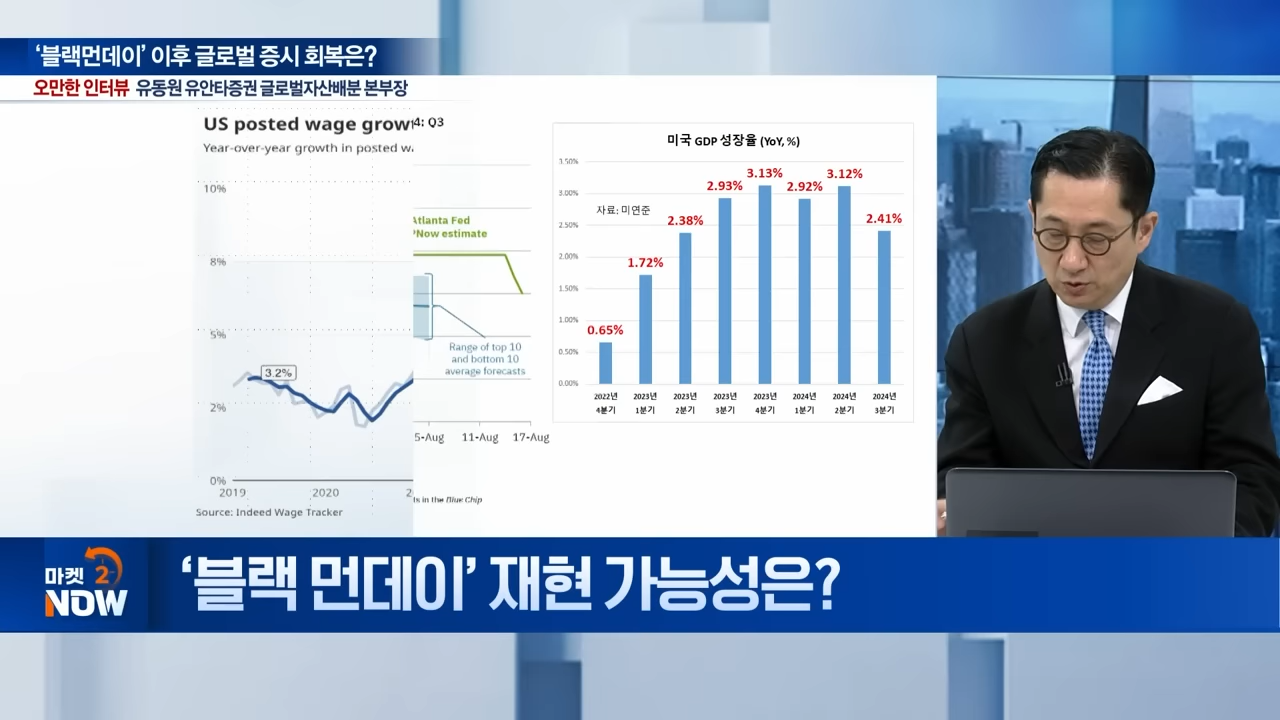 ‘블랙먼데이’ 이후 글로벌 증시 회복은?
오만한 인터뷰 유동원 유안타증권 글로벌자산배분 본부장
US posted wage grow
Year-over-year growth in posted w
10%
8%
5%
3.2%
2%
0%
2019
2020
2
Source: Indeed Wage Tracker
4: Q3
Atlanta Fed
PNow estimate
Range of top 10
and bottom 10
average forecasts
5-Aug
11-Aug
17-Aug
ts in the Blue Chip
미국 GDP 성장율 (YoY, %)
자료: 미연준
3.50%
3.00%
2.50%
2.00%
1.50%
1.00%
0.50%
0.00%
0.65%
1.72%
2.38%
2.93%
3.13%
2.92%
3.12%
2.41%
2022년 4분기
2023년 1분기
2023년 2분기
2023년 3분기
2023년 4분기
2024년 1분기
2024년 2분기
2024년 3분기
마켓 2
NOW
‘블랙 먼데이’ 재현 가능성은?